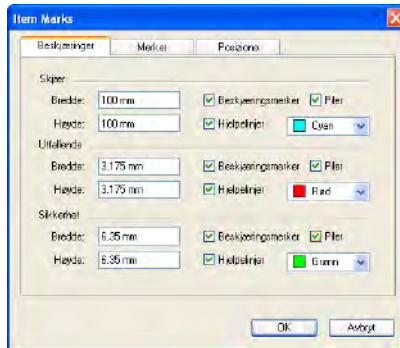 Item Marks
Beskjæringer Merker Posisjone
Skjær
Bredde: 100 mm Beskjæringsmerker Piler
Høyde: 100 mm Hjelpelinjer Cyan
Utfallende
Bredde: 3.175 mm Beskjæringsmerker Piler
Høyde: 3.175 mm Hjelpelinjer Rød
Sikkerhet
Bredde: 6.35 mm Beskjæringsmerker Piler
Høyde: 6.35 mm Hjelpelinjer Grønn
OK Avbryt